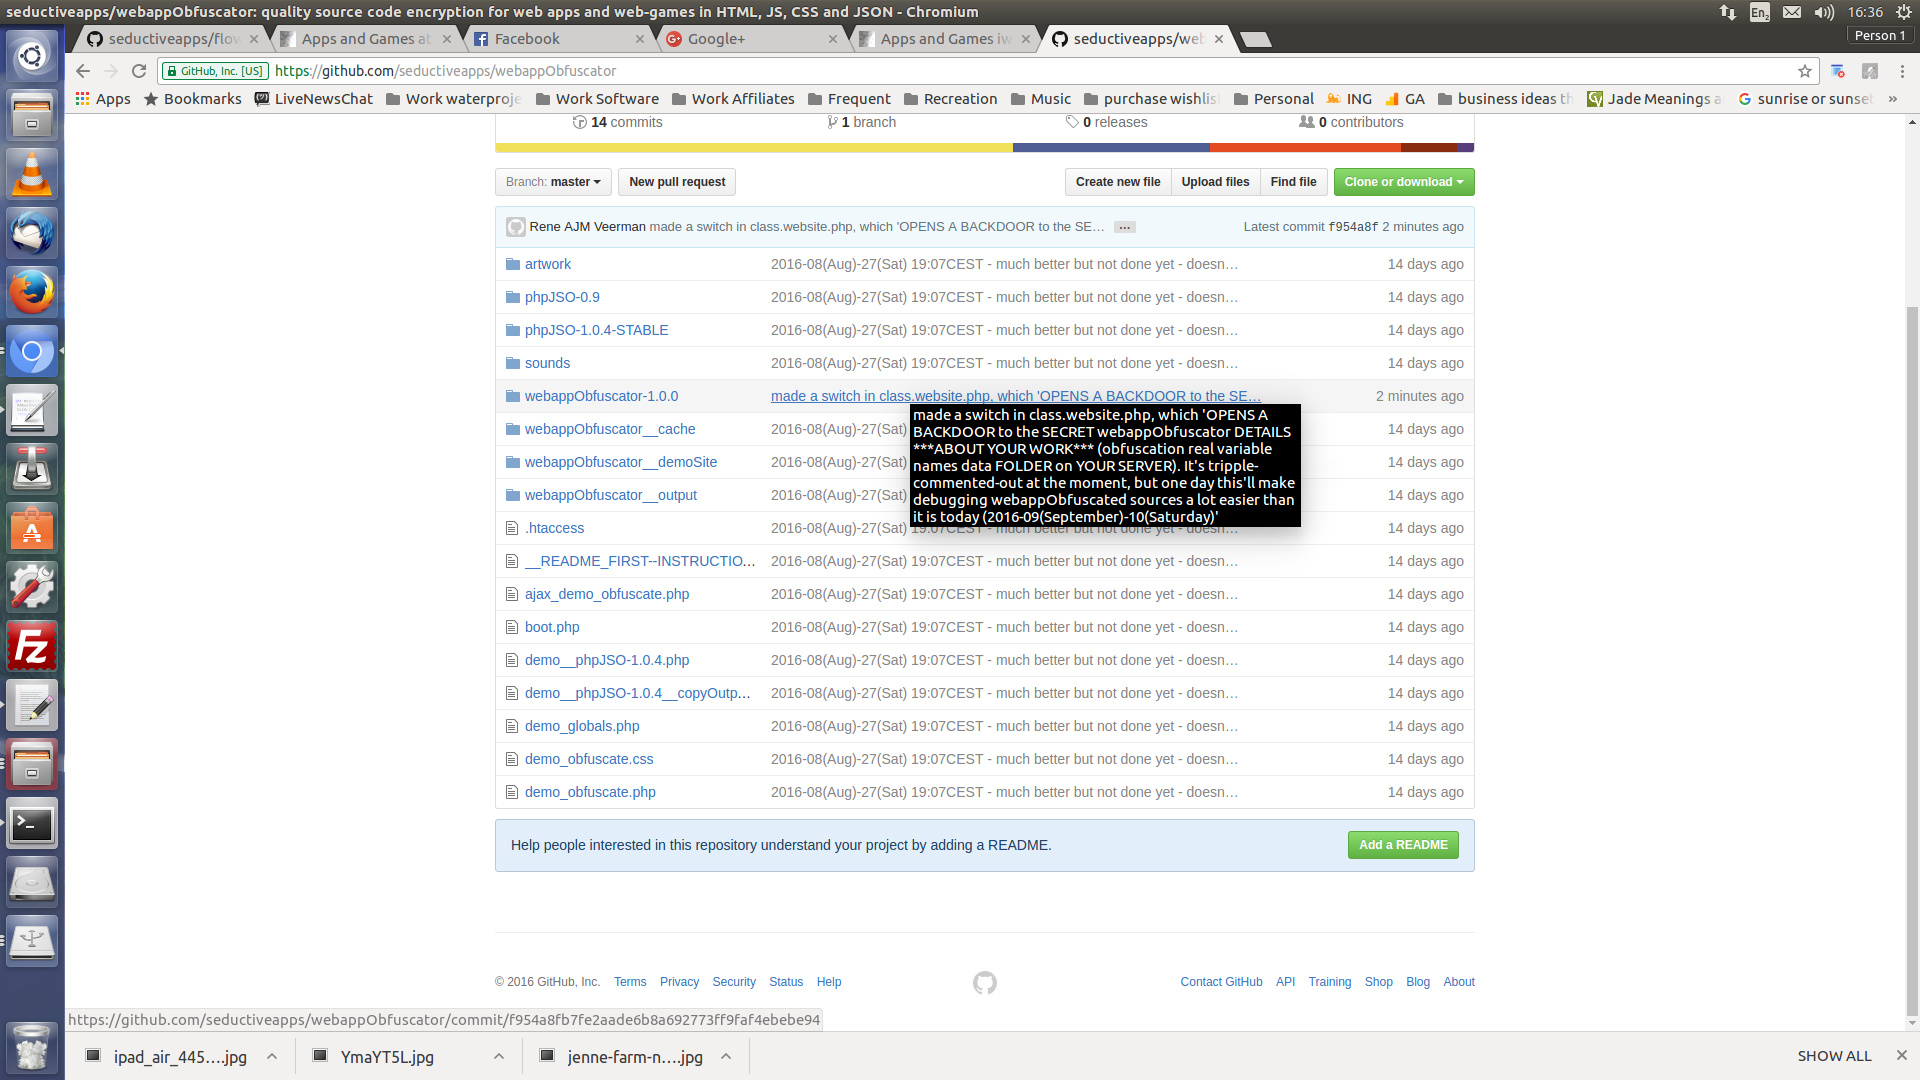 seductiveapps/webappObfuscator: quality source code encryption for web apps and web-games in HTML, JS, CSS and JSON - Chromium
En2
16:36
seductiveapps/flow
Apps and Games at
Facebook
Google+
Apps and Games iw
seductiveapps/web
Person 1
GitHub, Inc. [US]
https://github.com/seductiveapps/webappObfuscator
Apps
Bookmarks
LiveNewsChat
Work waterproje
Work Software
Work Affiliates
Frequent
Recreation
Music
purchase wishlis
Personal
ING
GA
business ideas th
Jade Meanings a
sunrise or sunset
»
14 commits
1 branch
0 releases
0 contributors
Branch: master
New pull request
Create new file
Upload files
Find file
Clone or download
Rene AJM Veerman made a switch in class.website.php, which 'OPENS A BACKDOOR to the SE…
…
Latest commit f954a8f 2 minutes ago
artwork 2016-08(Aug)-27(Sat) 19:07CEST - much better but not done yet - doesn… 14 days ago
phpJSO-0.9 2016-08(Aug)-27(Sat) 19:07CEST - much better but not done yet - doesn… 14 days ago
phpJSO-1.0.4-STABLE 2016-08(Aug)-27(Sat) 19:07CEST - much better but not done yet - doesn… 14 days ago
sounds 2016-08(Aug)-27(Sat) 19:07CEST - much better but not done yet - doesn… 14 days ago
webappObfuscator-1.0.0 made a switch in class.website.php, which 'OPENS A BACKDOOR to the SE… 2 minutes ago
made a switch in class.website.php, which 'OPENS A
BACKDOOR to the SECRET webappObfuscator DETAILS
***ABOUT YOUR WORK*** (obfuscation real variable
names data FOLDER on YOUR SERVER). It's tripple-
commented-out at the moment, but one day this'll make
debugging webappObfuscated sources a lot easier than
it is today (2016-09(September)-10(Saturday)'
webappObfuscator__cache 2016-08(Aug)-27(Sat) 14 days ago
webappObfuscator__demoSite 2016-08(Aug)-27(Sat) 14 days ago
webappObfuscator__output 2016-08(Aug)-27(Sat) 14 days ago
.htaccess 2016-08(Aug)-27(Sat) 19:07CEST - much better but not done yet - doesn… 14 days ago
__README_FIRST--INSTRUCTIO… 2016-08(Aug)-27(Sat) 19:07CEST - much better but not done yet - doesn… 14 days ago
ajax_demo_obfuscate.php 2016-08(Aug)-27(Sat) 19:07CEST - much better but not done yet - doesn… 14 days ago
boot.php 2016-08(Aug)-27(Sat) 19:07CEST - much better but not done yet - doesn… 14 days ago
demo__phpJSO-1.0.4.php 2016-08(Aug)-27(Sat) 19:07CEST - much better but not done yet - doesn… 14 days ago
demo__phpJSO-1.0.4__copyOutp… 2016-08(Aug)-27(Sat) 19:07CEST - much better but not done yet - doesn… 14 days ago
demo_globals.php 2016-08(Aug)-27(Sat) 19:07CEST - much better but not done yet - doesn… 14 days ago
demo_obfuscate.css 2016-08(Aug)-27(Sat) 19:07CEST - much better but not done yet - doesn… 14 days ago
demo_obfuscate.php 2016-08(Aug)-27(Sat) 19:07CEST - much better but not done yet - doesn… 14 days ago
Help people interested in this repository understand your project by adding a README.
Add a README
© 2016 GitHub, Inc. Terms Privacy Security Status Help
Contact GitHub API Training Shop Blog About
https://github.com/seductiveapps/webappObfuscator/commit/f954a8fb7fe2aade6b8a692773ff9faf4ebebe94
ipad_air_445….jpg
YmaYT5L.jpg
jenne-farm-n….jpg
SHOW ALL